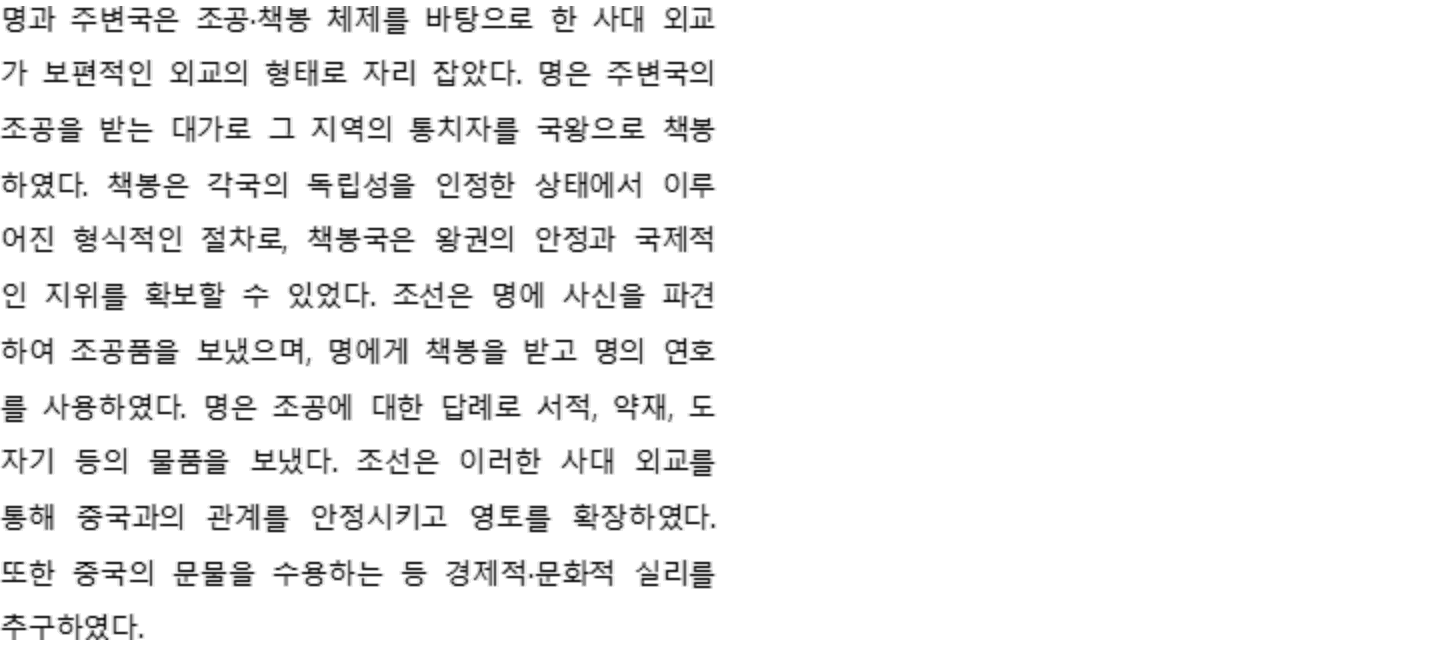 명과 주변국은 조공·책봉 체제를 바탕으로 한 사대 외교
가 보편적인 외교의 형태로 자리 잡았다. 명은 주변국의
조공을 받는 대가로 그 지역의 통치자를 국왕으로 책봉
하였다. 책봉은 각국의 독립성을 인정한 상태에서 이루
어진 형식적인 절차로, 책봉국은 왕권의 안정과 국제적
인 지위를 확보할 수 있었다. 조선은 명에 사신을 파견
하여 조공품을 보냈으며, 명에게 책봉을 받고 명의 연호
를 사용하였다. 명은 조공에 대한 답례로 서적, 약재, 도
자기 등의 물품을 보냈다. 조선은 이러한 사대 외교를
통해 중국과의 관계를 안정시키고 영토를 확장하였다.
또한 중국의 문물을 수용하는 등 경제적·문화적 실리를
추구하였다.